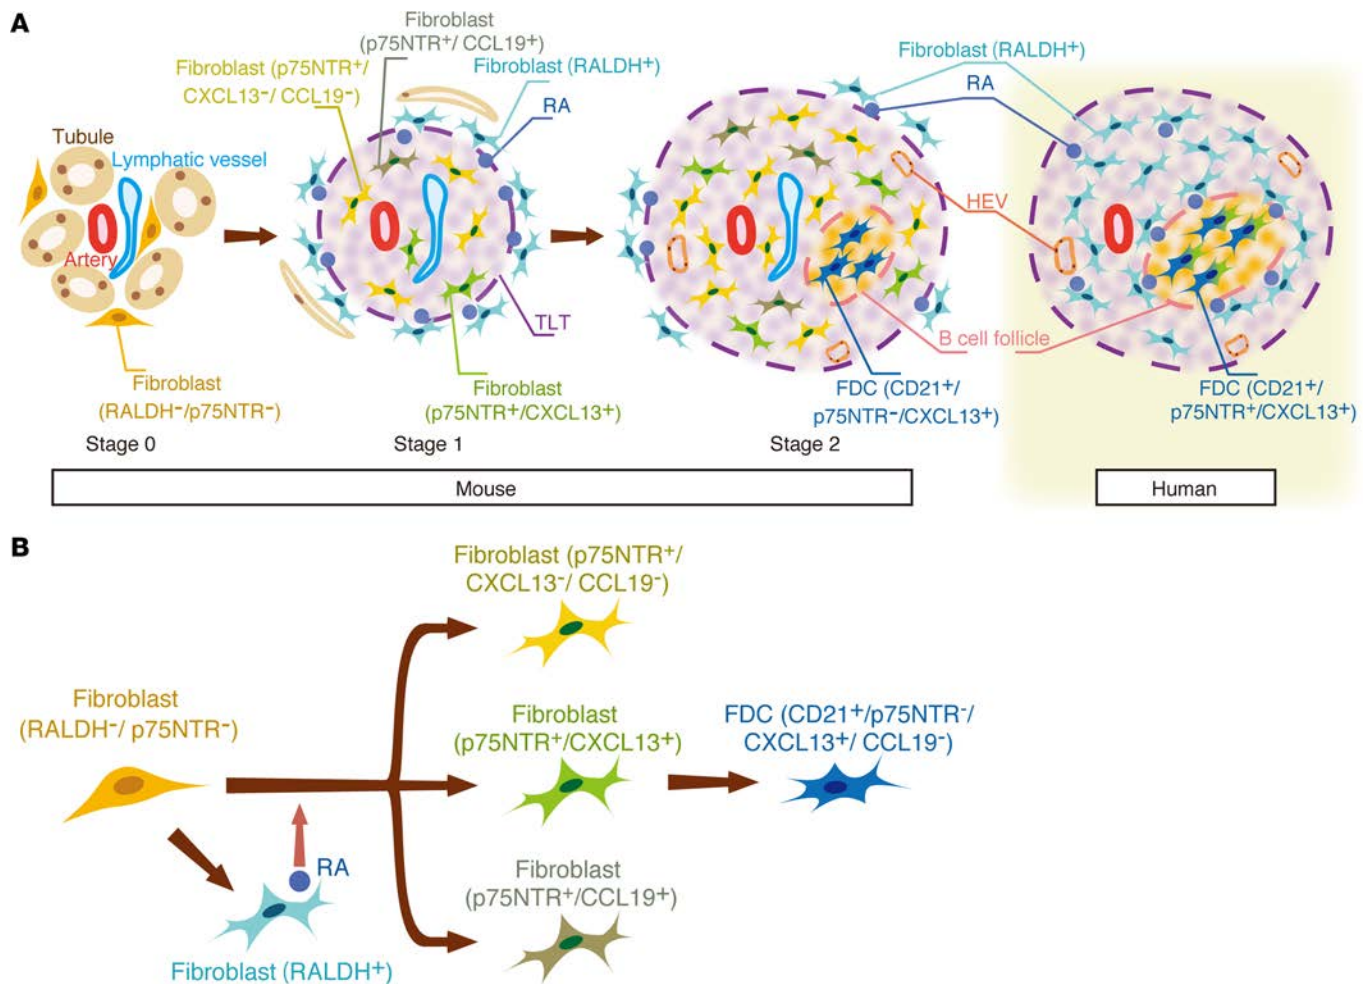 A
Fibroblast
(p75NTR⁺/ CCL19⁺)
Fibroblast (p75NTR⁺/
CXCL13⁻/ CCL19⁻)
Fibroblast (RALDH⁺)
RA
Tubule
Lymphatic vessel
Artery
TLT
Fibroblast
(RALDH⁻/p75NTR⁻)
Fibroblast
(p75NTR⁺/CXCL13⁺)
Fibroblast (RALDH⁺)
RA
HEV
B cell follicle
FDC (CD21⁺/
p75NTR⁻/CXCL13⁺)
FDC (CD21⁺/
p75NTR⁺/CXCL13⁺)
Stage 0
Stage 1
Stage 2
Mouse
Human
B
Fibroblast (p75NTR⁺/
CXCL13⁻/ CCL19⁻)
Fibroblast
(RALDH⁻/ p75NTR⁻)
Fibroblast
(p75NTR⁺/CXCL13⁺)
FDC (CD21⁺/p75NTR⁻/
CXCL13⁺/ CCL19⁻)
RA
Fibroblast
(p75NTR⁺/CCL19⁺)
Fibroblast (RALDH⁺)